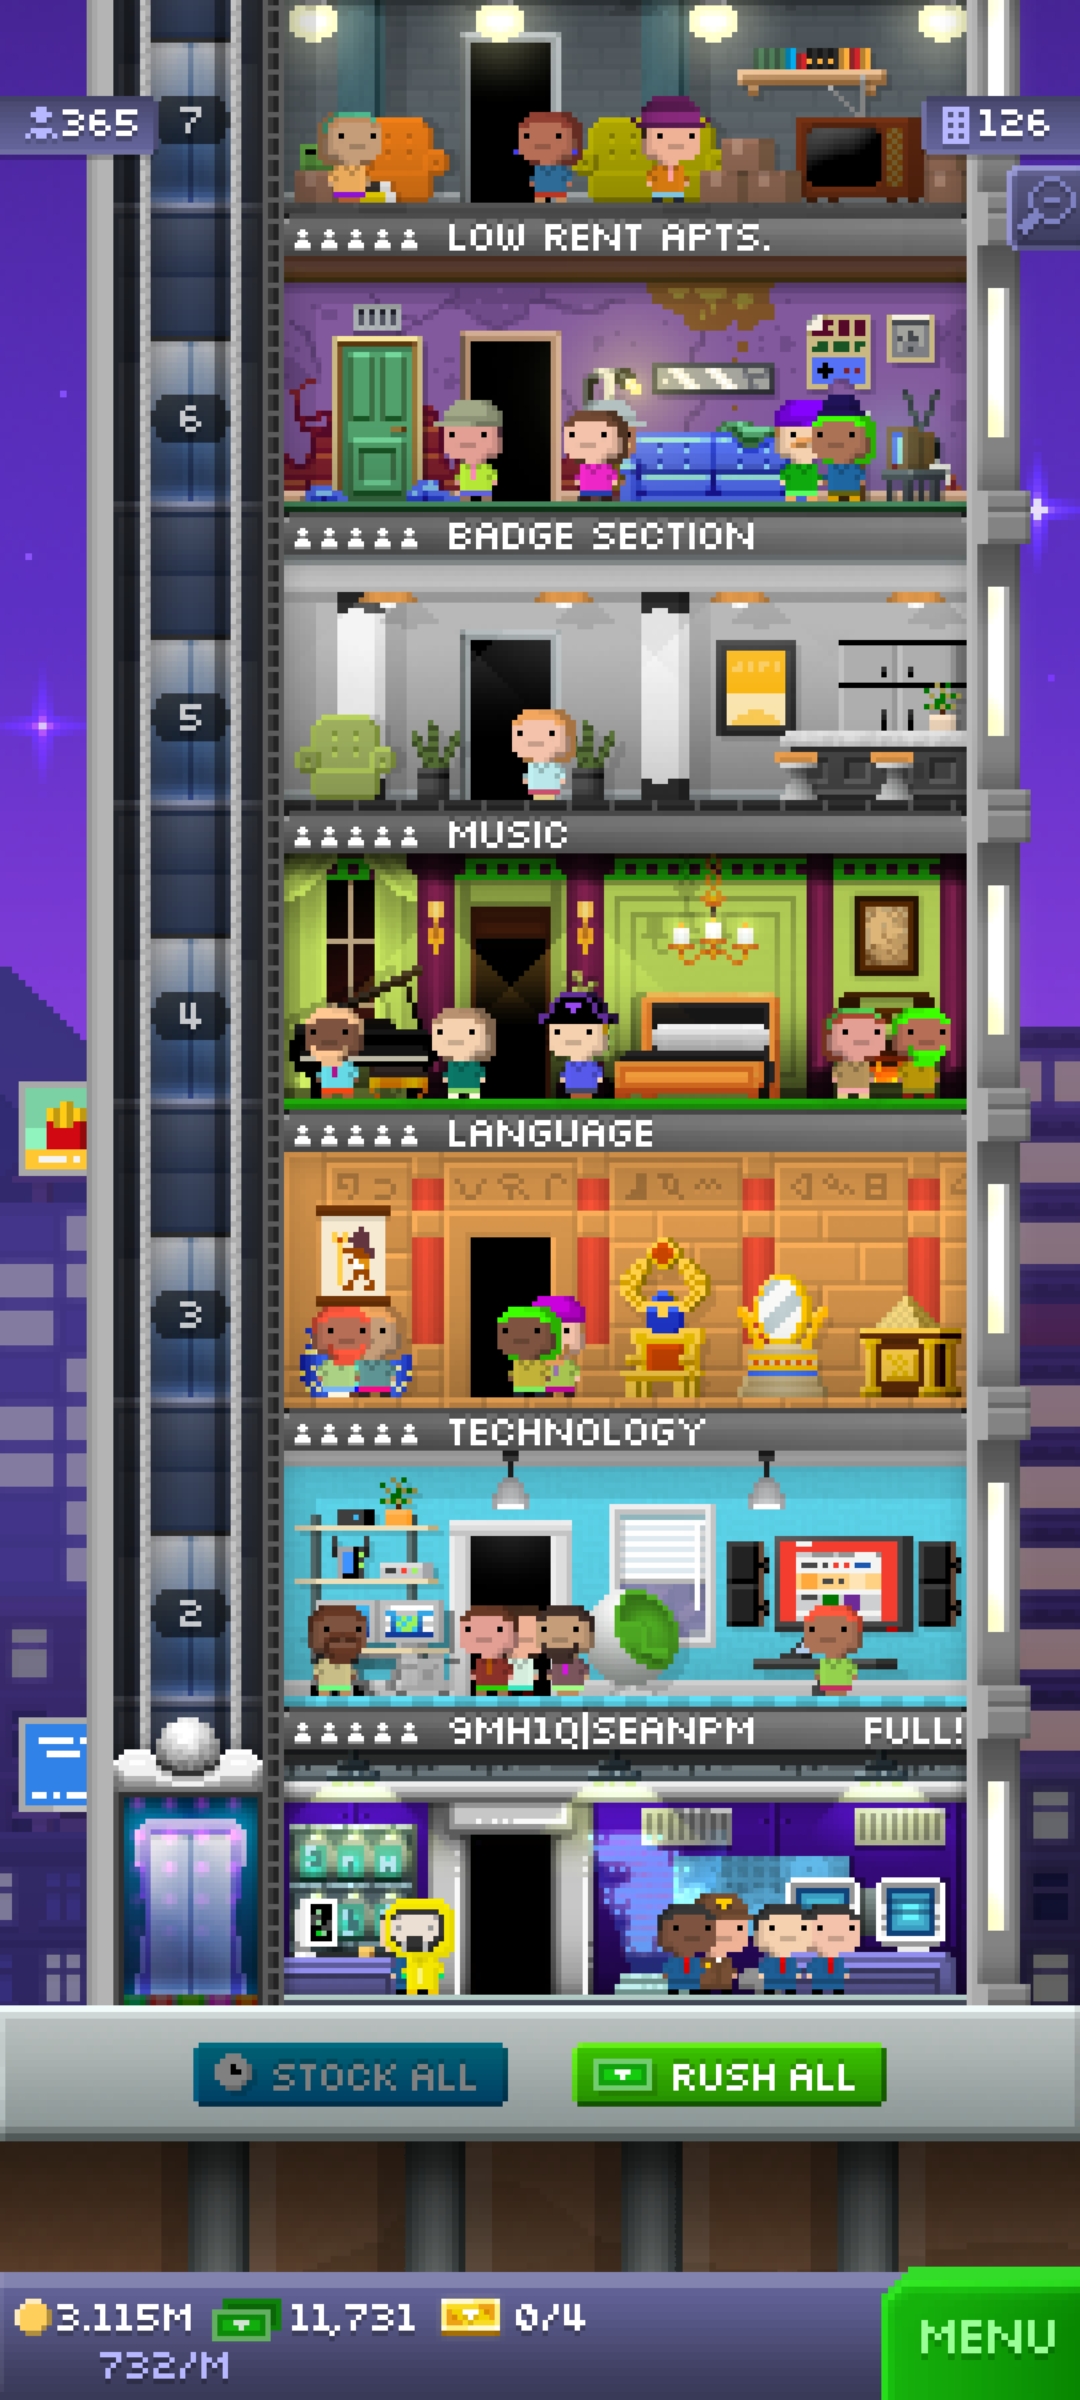 365
7
126
LOW RENT APTS.
6
BADGE SECTION
5
MUSIC
4
LANGUAGE
3
TECHNOLOGY
2
9MH1Q|SEANPM FULL!
STOCK ALL
RUSH ALL
3.115M 11,731 0/4
732/M
MENU